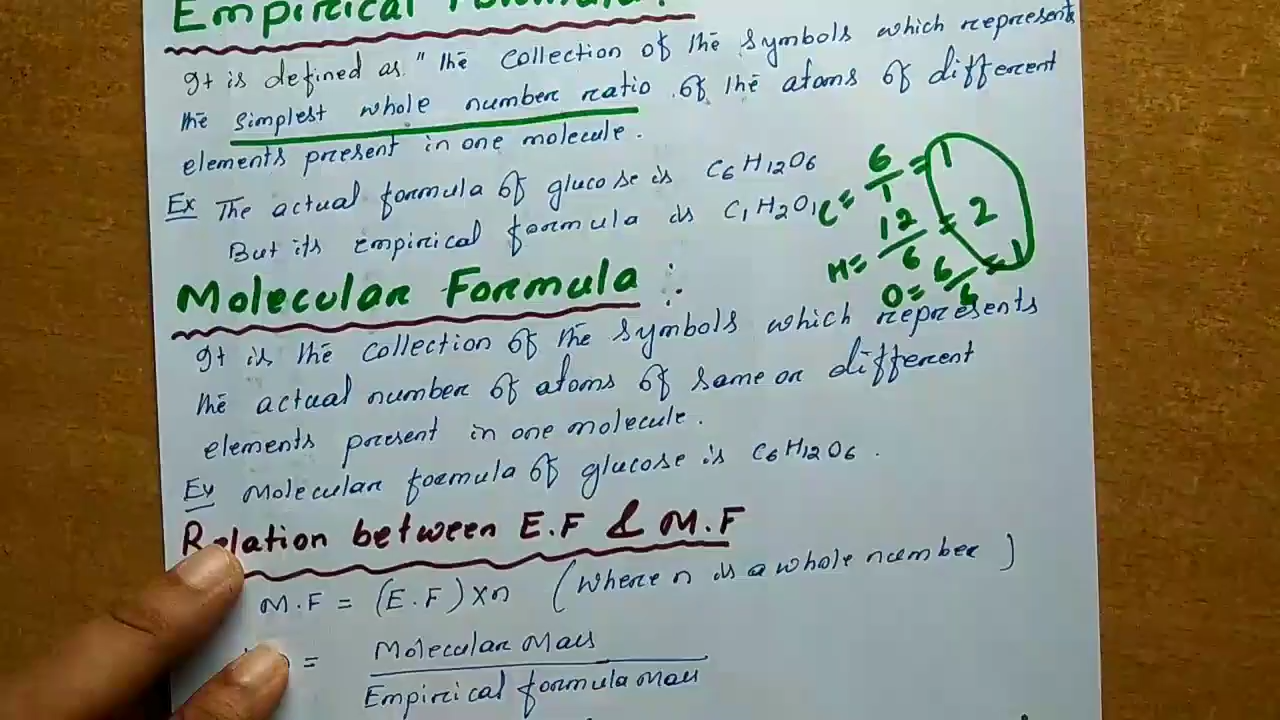 Empirical Formula:
It is defined as "the collection of the symbols which represents
the simplest whole number ratio of the atoms of different
elements present in one molecule.
Ex The actual formula of glucose is C6H12O6
But its empirical formula is C1H2O1
C = 6/1 = 1
H = 12/6 = 2
O = 6/6 = 1
Molecular Formula :
It is the collection of the symbols which represents
the actual number of atoms of same or different
elements present in one molecule.
Ex Molecular formula of glucose is C6H12O6.
Relation between E.F & M.F
M.F = (E.F) x n (where n is a whole number)
=
Molecular Mass
Empirical formula Mass